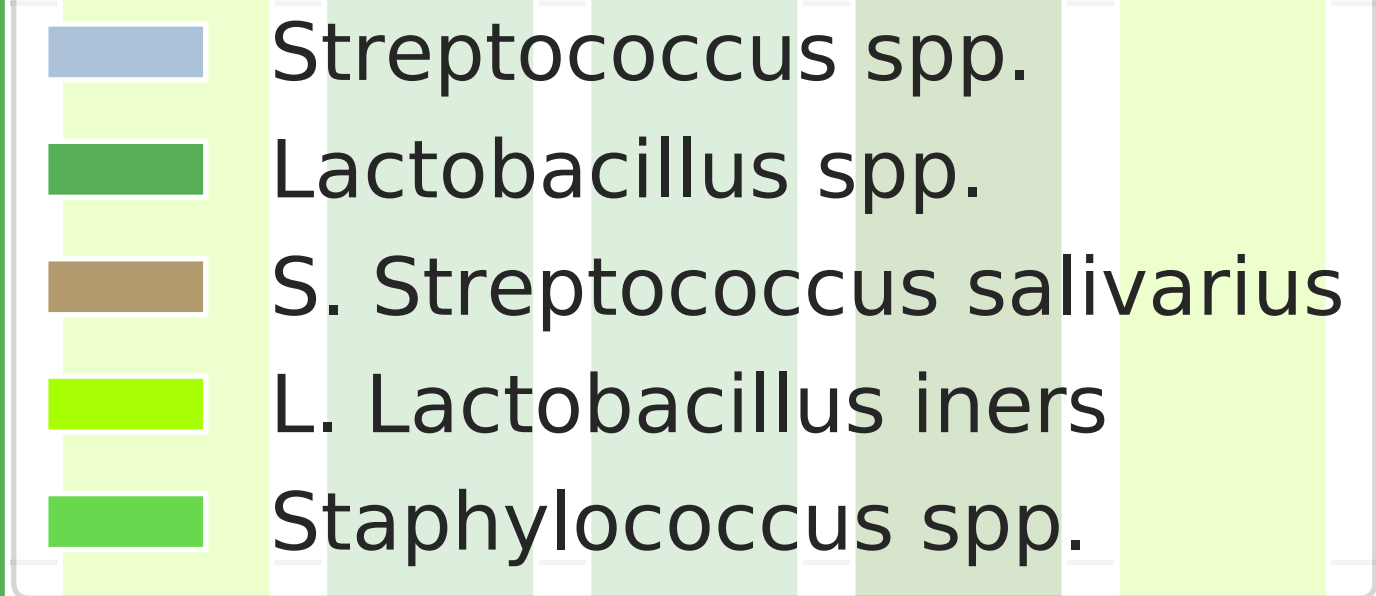 Streptococcus spp.
Lactobacillus spp.
S. Streptococcus salivarius
L. Lactobacillus iners
Staphylococcus spp.